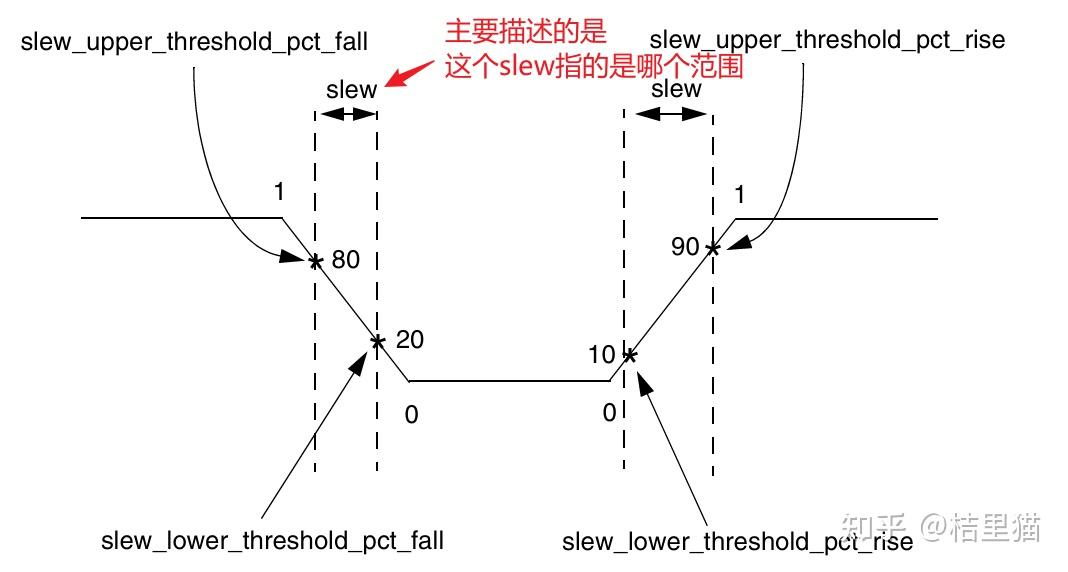 主要描述的是
这个slew指的是哪个范围
slew_upper_threshold_pct_fall
slew_upper_threshold_pct_rise
slew
slew
1
1
80
90
20
10
0
0
slew_lower_threshold_pct_fall
slew_lower_threshold_pct_rise
知乎 @桔里猫